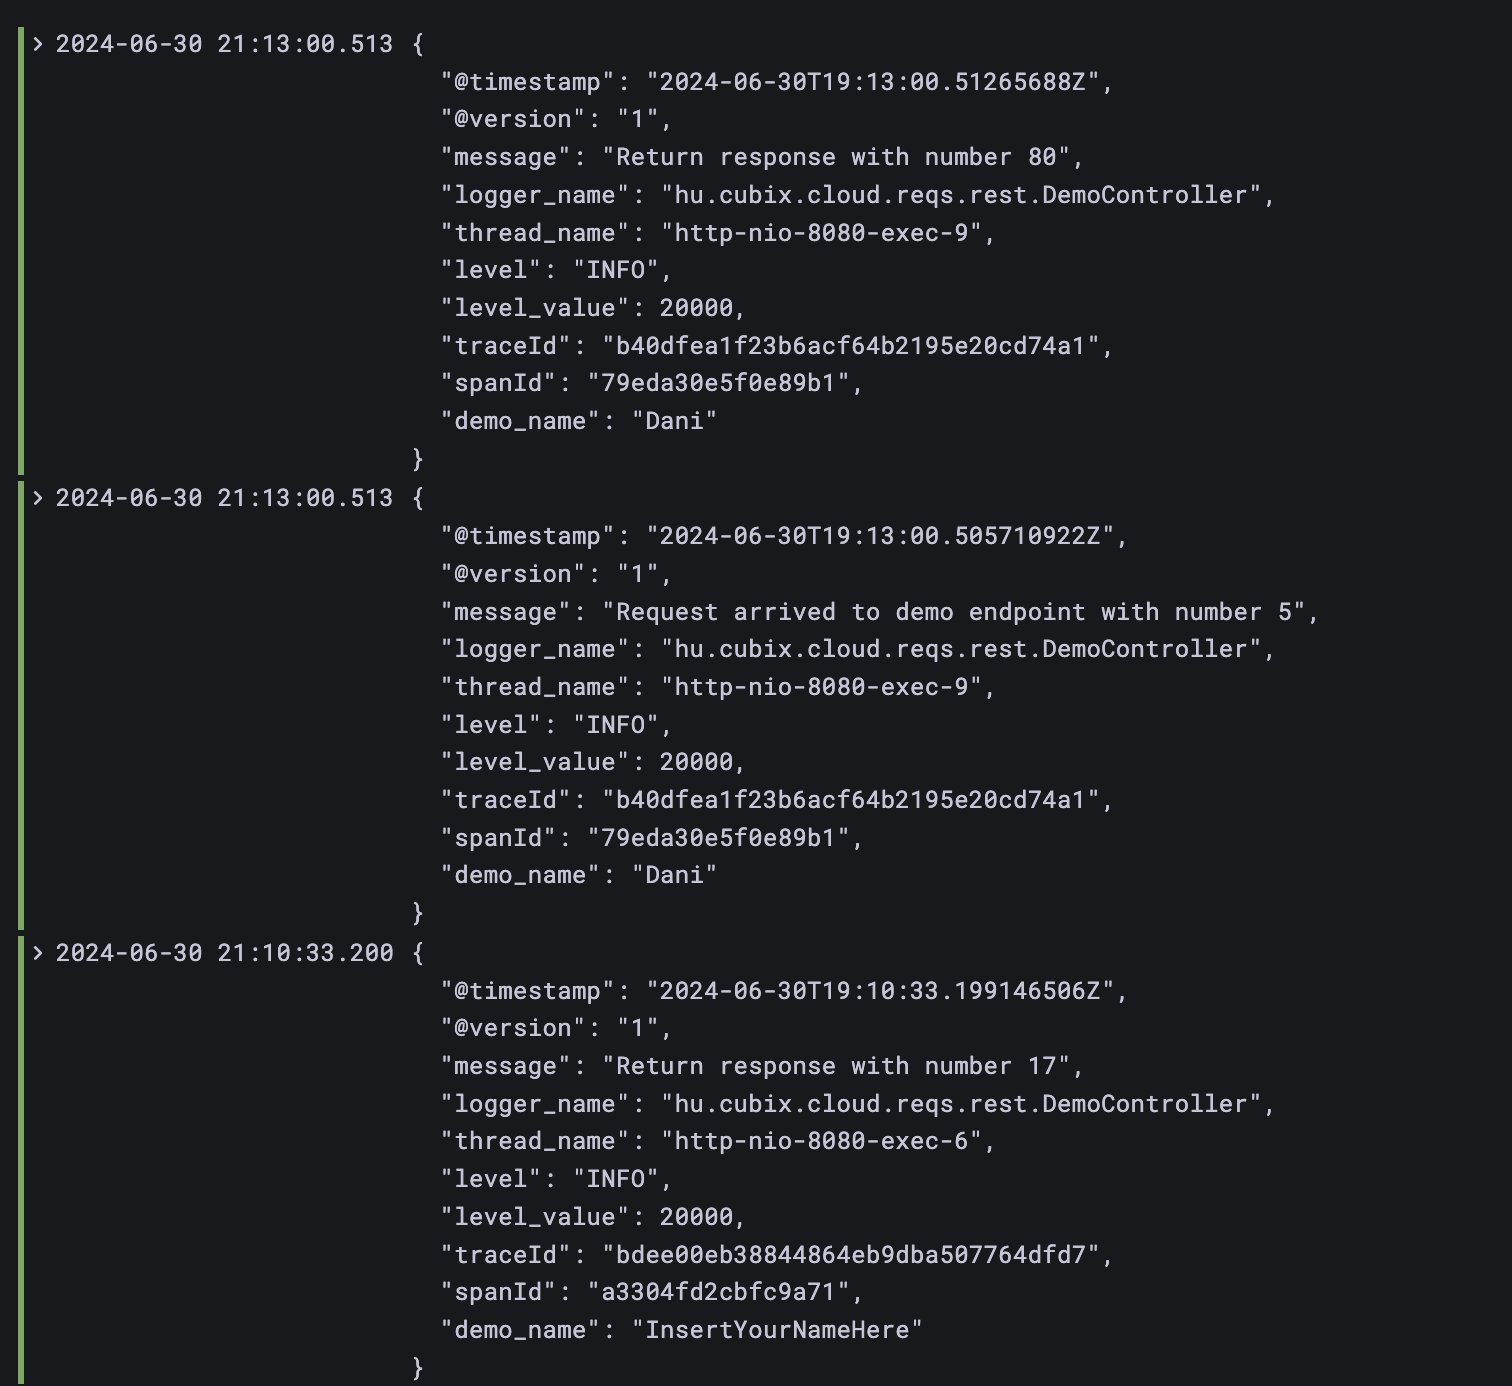 > 2024-06-30 21:13:00.513 {
"@timestamp": "2024-06-30T19:13:00.51265688Z",
"@version": "1",
"message": "Return response with number 80",
"logger_name": "hu.cubix.cloud.reqs.rest.DemoController",
"thread_name": "http-nio-8080-exec-9",
"level": "INFO",
"level_value": 20000,
"traceId": "b40dfea1f23b6acf64b2195e20cd74a1",
"spanId": "79eda30e5f0e89b1",
"demo_name": "Dani"
}
> 2024-06-30 21:13:00.513 {
"@timestamp": "2024-06-30T19:13:00.505710922Z",
"@version": "1",
"message": "Request arrived to demo endpoint with number 5",
"logger_name": "hu.cubix.cloud.reqs.rest.DemoController",
"thread_name": "http-nio-8080-exec-9",
"level": "INFO",
"level_value": 20000,
"traceId": "b40dfea1f23b6acf64b2195e20cd74a1",
"spanId": "79eda30e5f0e89b1",
"demo_name": "Dani"
}
> 2024-06-30 21:10:33.200 {
"@timestamp": "2024-06-30T19:10:33.199146506Z",
"@version": "1",
"message": "Return response with number 17",
"logger_name": "hu.cubix.cloud.reqs.rest.DemoController",
"thread_name": "http-nio-8080-exec-6",
"level": "INFO",
"level_value": 20000,
"traceId": "bdee00eb38844864eb9dba507764dfd7",
"spanId": "a3304fd2cbfc9a71",
"demo_name": "InsertYourNameHere"
}